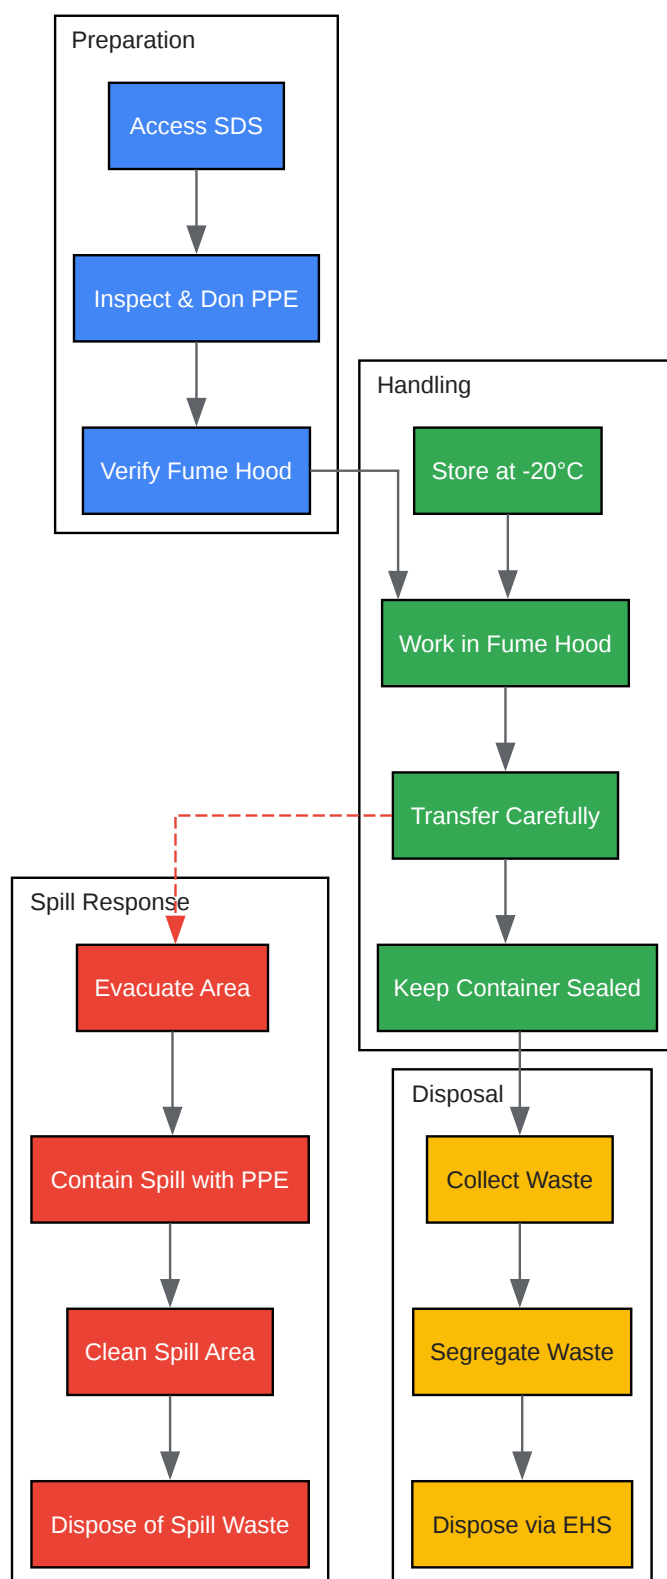 Preparation
Access SDS
Inspect & Don PPE
Verify Fume Hood
Handling
Store at -20°C
Work in Fume Hood
Transfer Carefully
Keep Container Sealed
Spill Response
Evacuate Area
Contain Spill with PPE
Clean Spill Area
Dispose of Spill Waste
Disposal
Collect Waste
Segregate Waste
Dispose via EHS